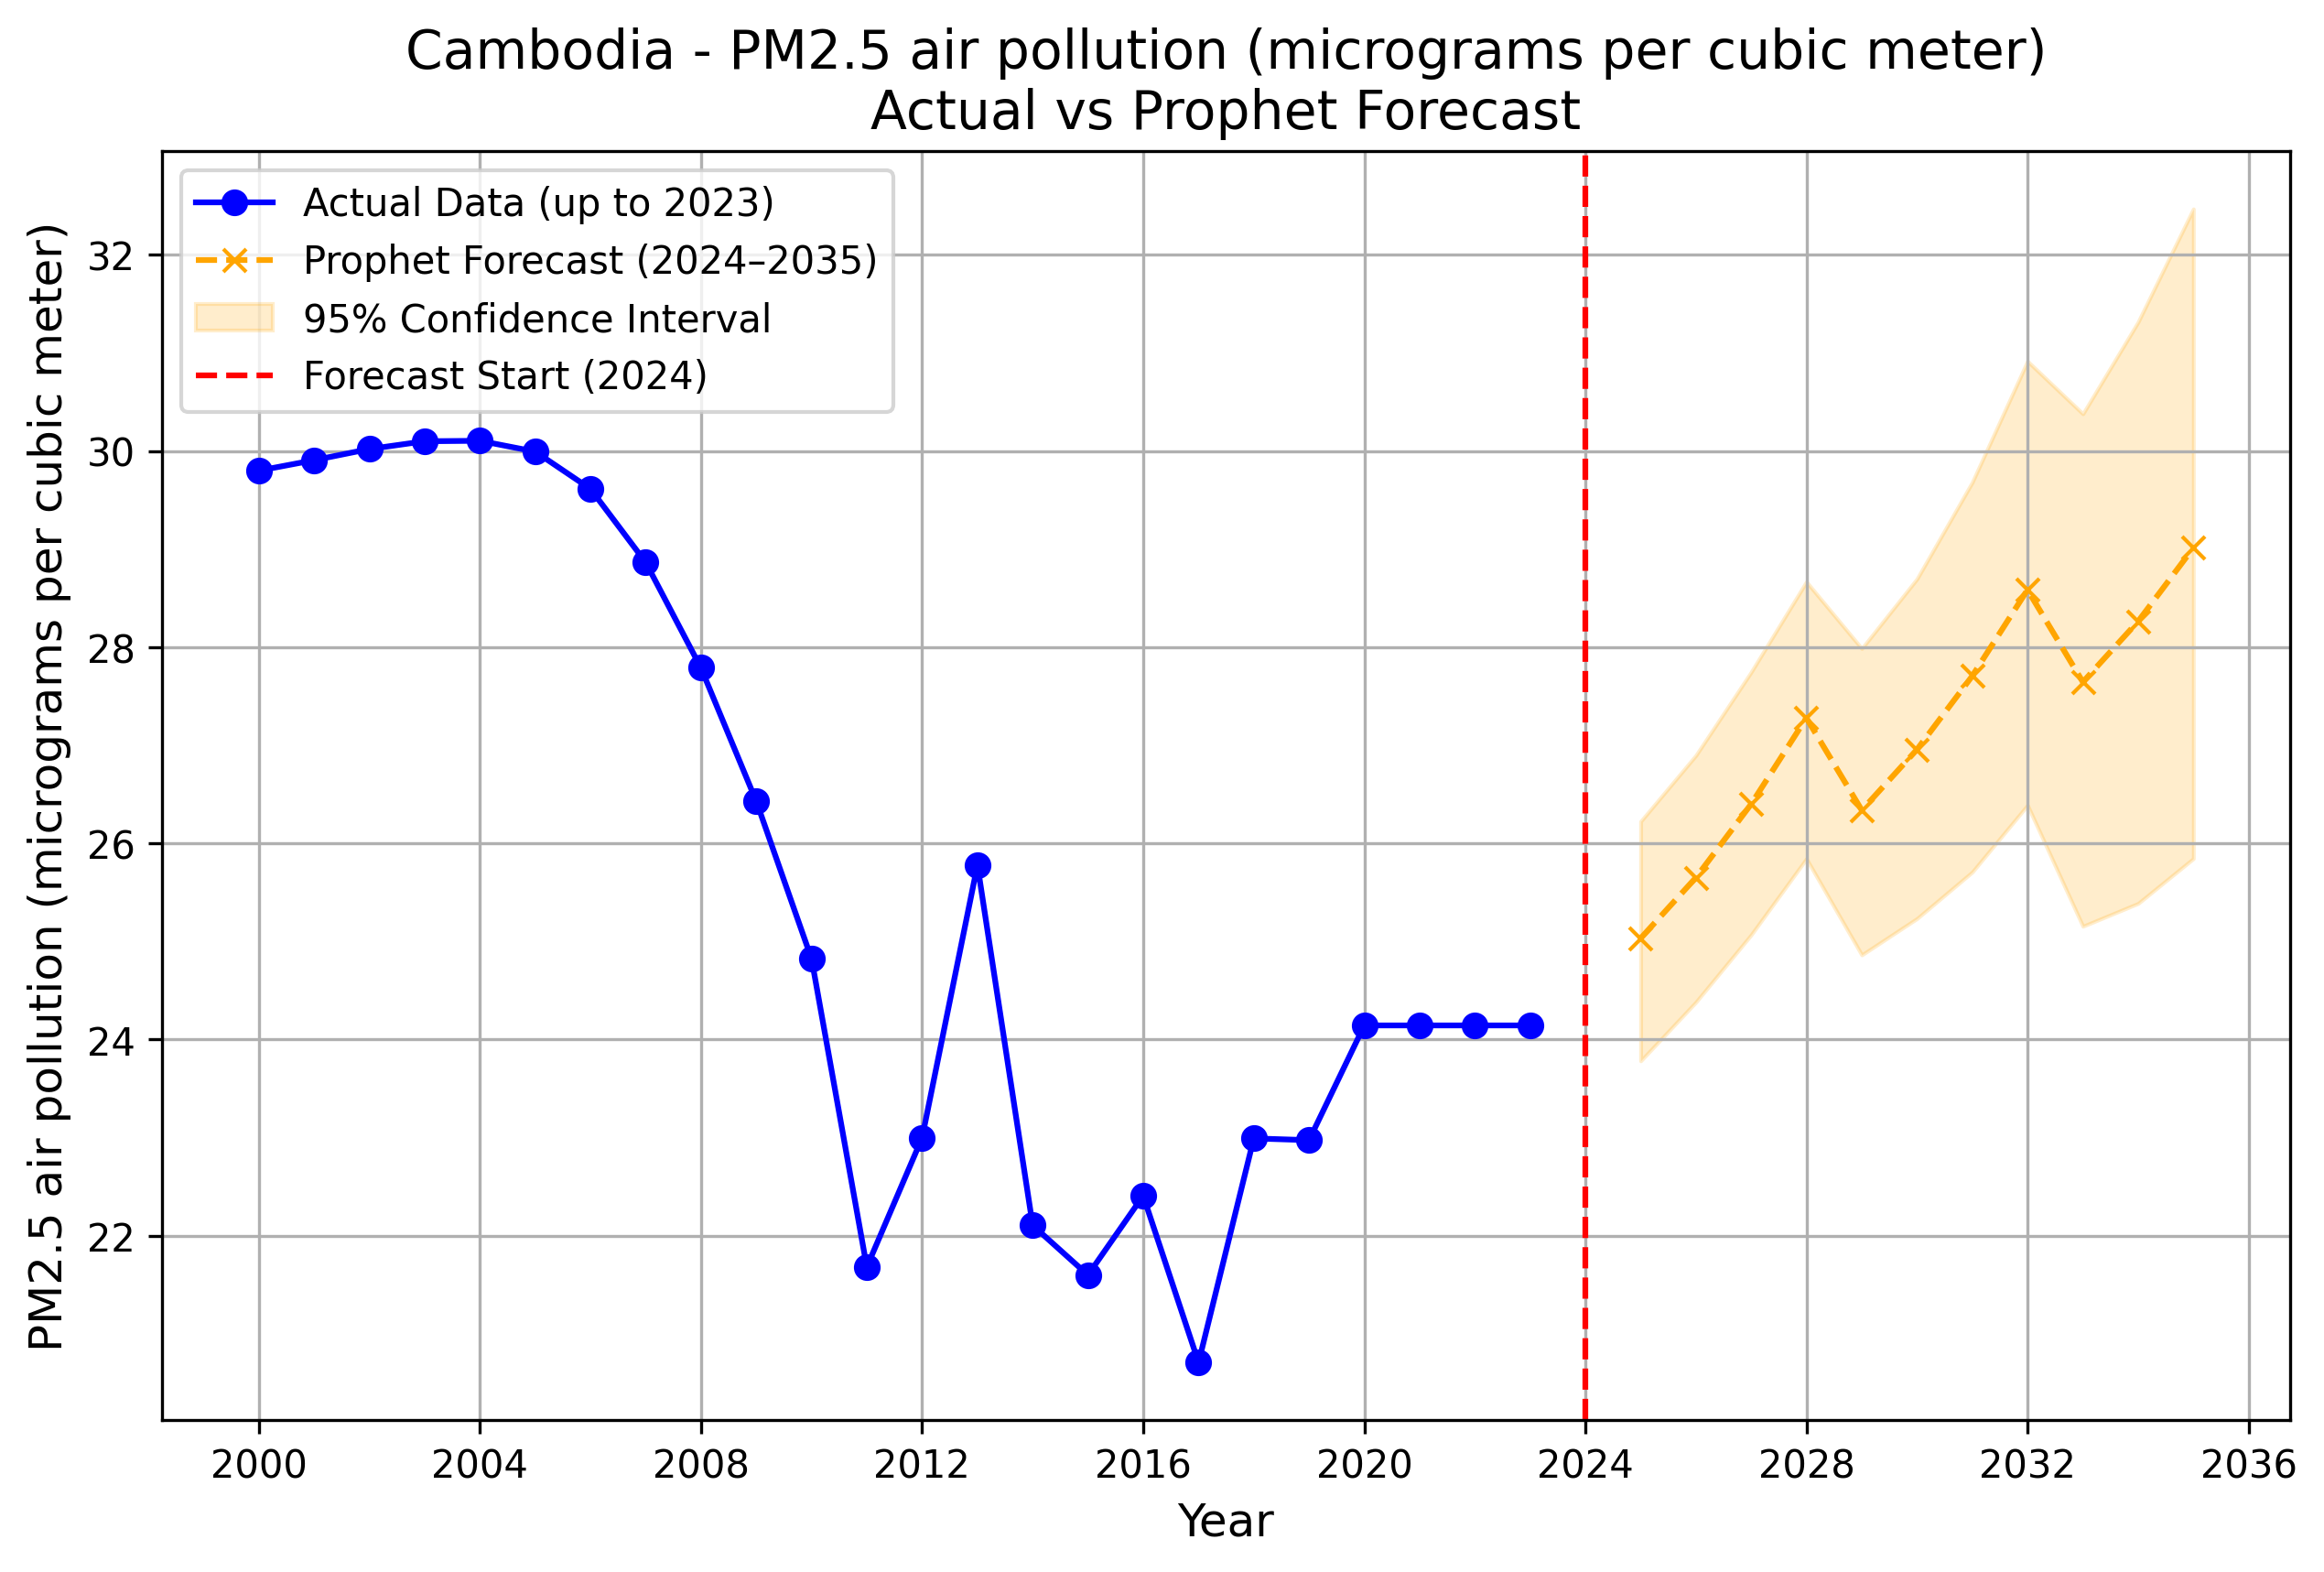 Cambodia - PM2.5 air pollution (micrograms per cubic meter)
Actual vs Prophet Forecast
Actual Data (up to 2023)
Prophet Forecast (2024–2035)
95% Confidence Interval
Forecast Start (2024)
PM2.5 air pollution (micrograms per cubic meter)
32
30
28
26
24
22
2000 2004 2008 2012 2016 2020 2024 2028 2032 2036
Year